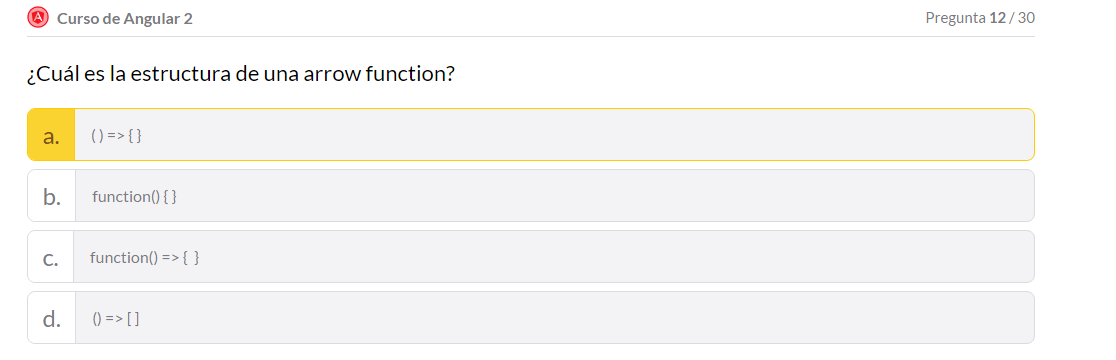 Curso de Angular 2
Pregunta 12 / 30
¿Cuál es la estructura de una arrow function?
a. ( ) => { }
b. function() { }
c. function() => { }
d. () => [ ]